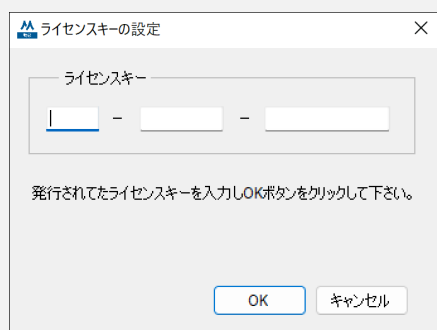 ライセンスキーの設定
ライセンスキー
- -
発行されてたライセンスキーを入力しOKボタンをクリックして下さい。
OK キャンセル